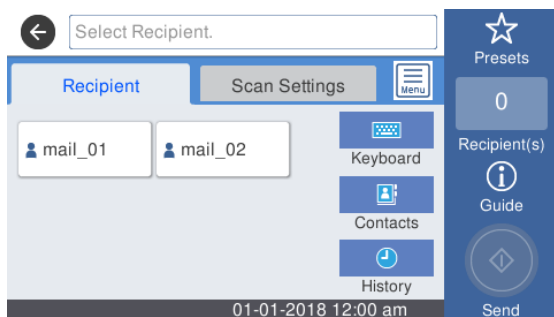 Select Recipient.
Presets
Recipient
Scan Settings
Menu
0
Recipient(s)
mail_01
mail_02
Keyboard
Guide
Contacts
History
01-01-2018 12:00 am
Send